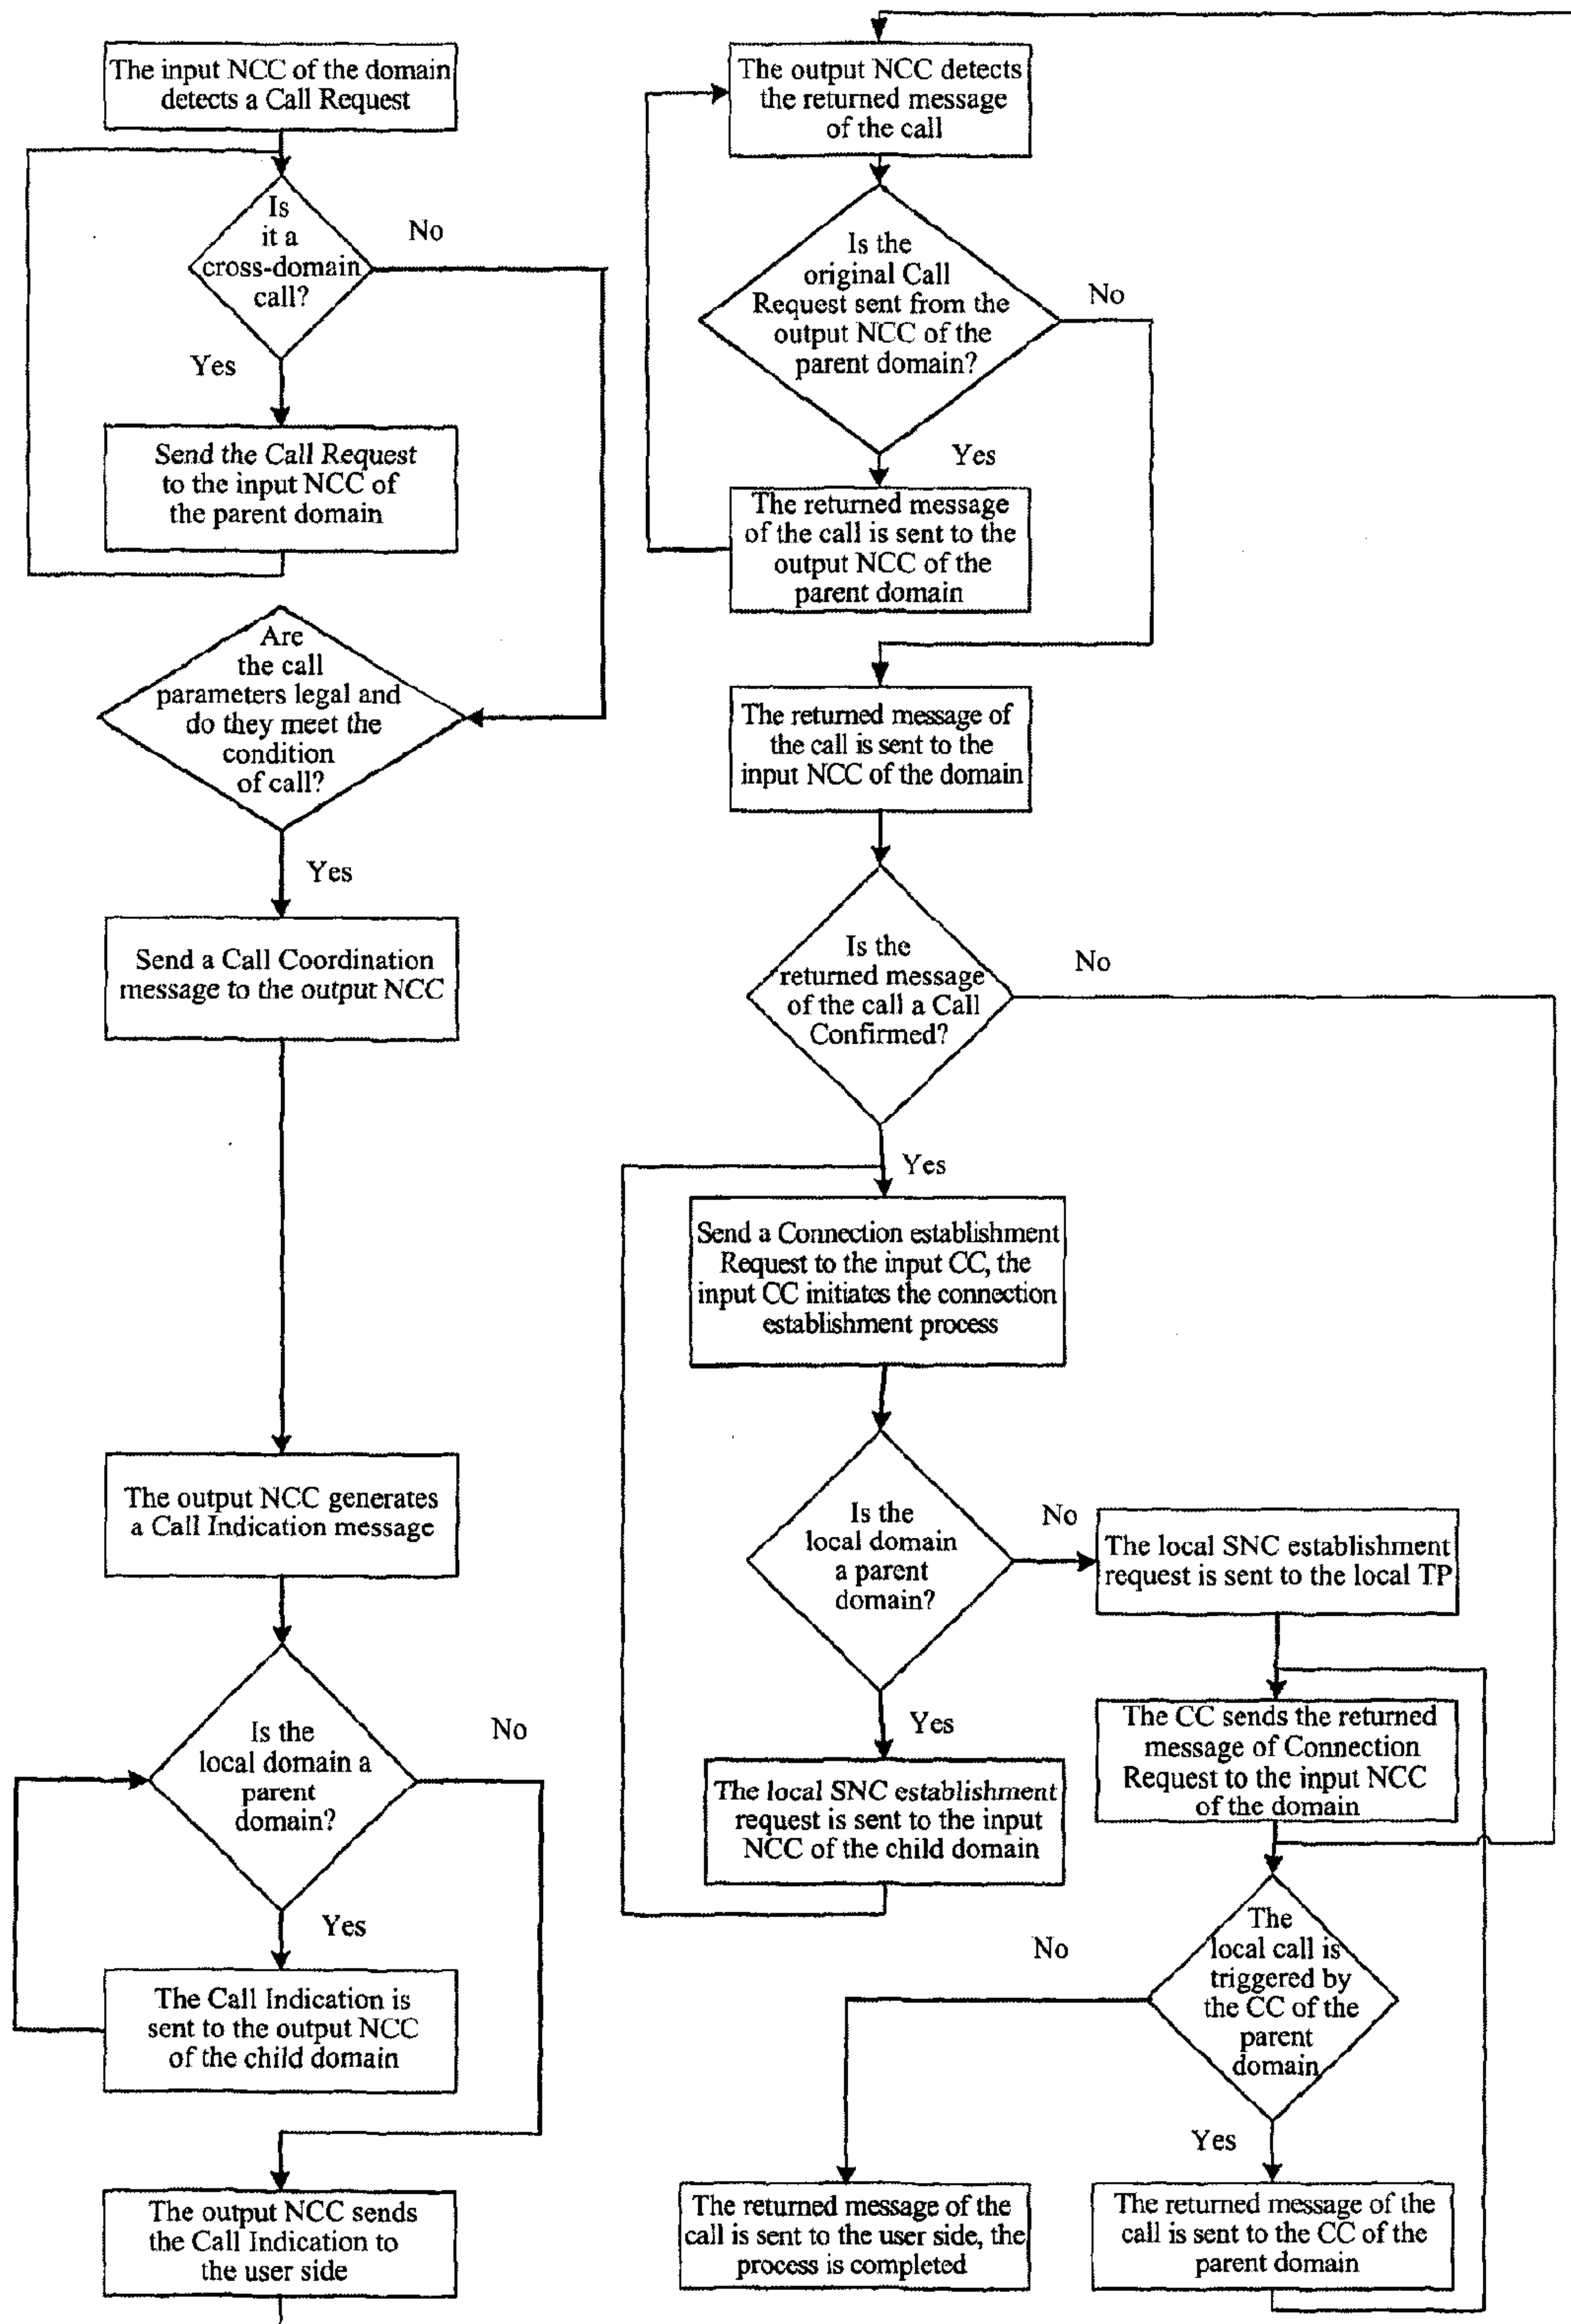 The input NCC of the domain
detects a Call Request
Is
it a
cross-domain
call?
No
Yes
Send the Call Request
to the input NCC of
the parent domain
Are
the call
parameters legal and
do they meet the
condition
of call?
Yes
Send a Call Coordination
message to the output NCC
The output NCC generates
a Call Indication message
Is the
local domain a
parent
domain?
No
Yes
The Call Indication is
sent to the output NCC
of the child domain
The output NCC sends
the Call Indication to
the user side
The output NCC detects
the returned message
of the call
Is the
original Call
Request sent from the
output NCC of the
parent domain?
No
Yes
The returned message
of the call is sent to the
output NCC of the
parent domain
The returned message of
the call is sent to the
input NCC of the domain
Is the
returned message
of the call a Call
Confirmed?
No
Yes
Send a Connection establishment
Request to the input CC, the
input CC initiates the connection
establishment process
Is the
local domain
a parent
domain?
No
Yes
The local SNC establishment
request is sent to the local TP
The local SNC establishment
request is sent to the input
NCC of the child domain
The CC sends the returned
message of Connection
Request to the input NCC
of the domain
The
local call is
triggered by
the CC of the
parent
domain
No
Yes
The returned message of the
call is sent to the user side, the
process is completed
The returned message of the
call is sent to the CC of the
parent domain